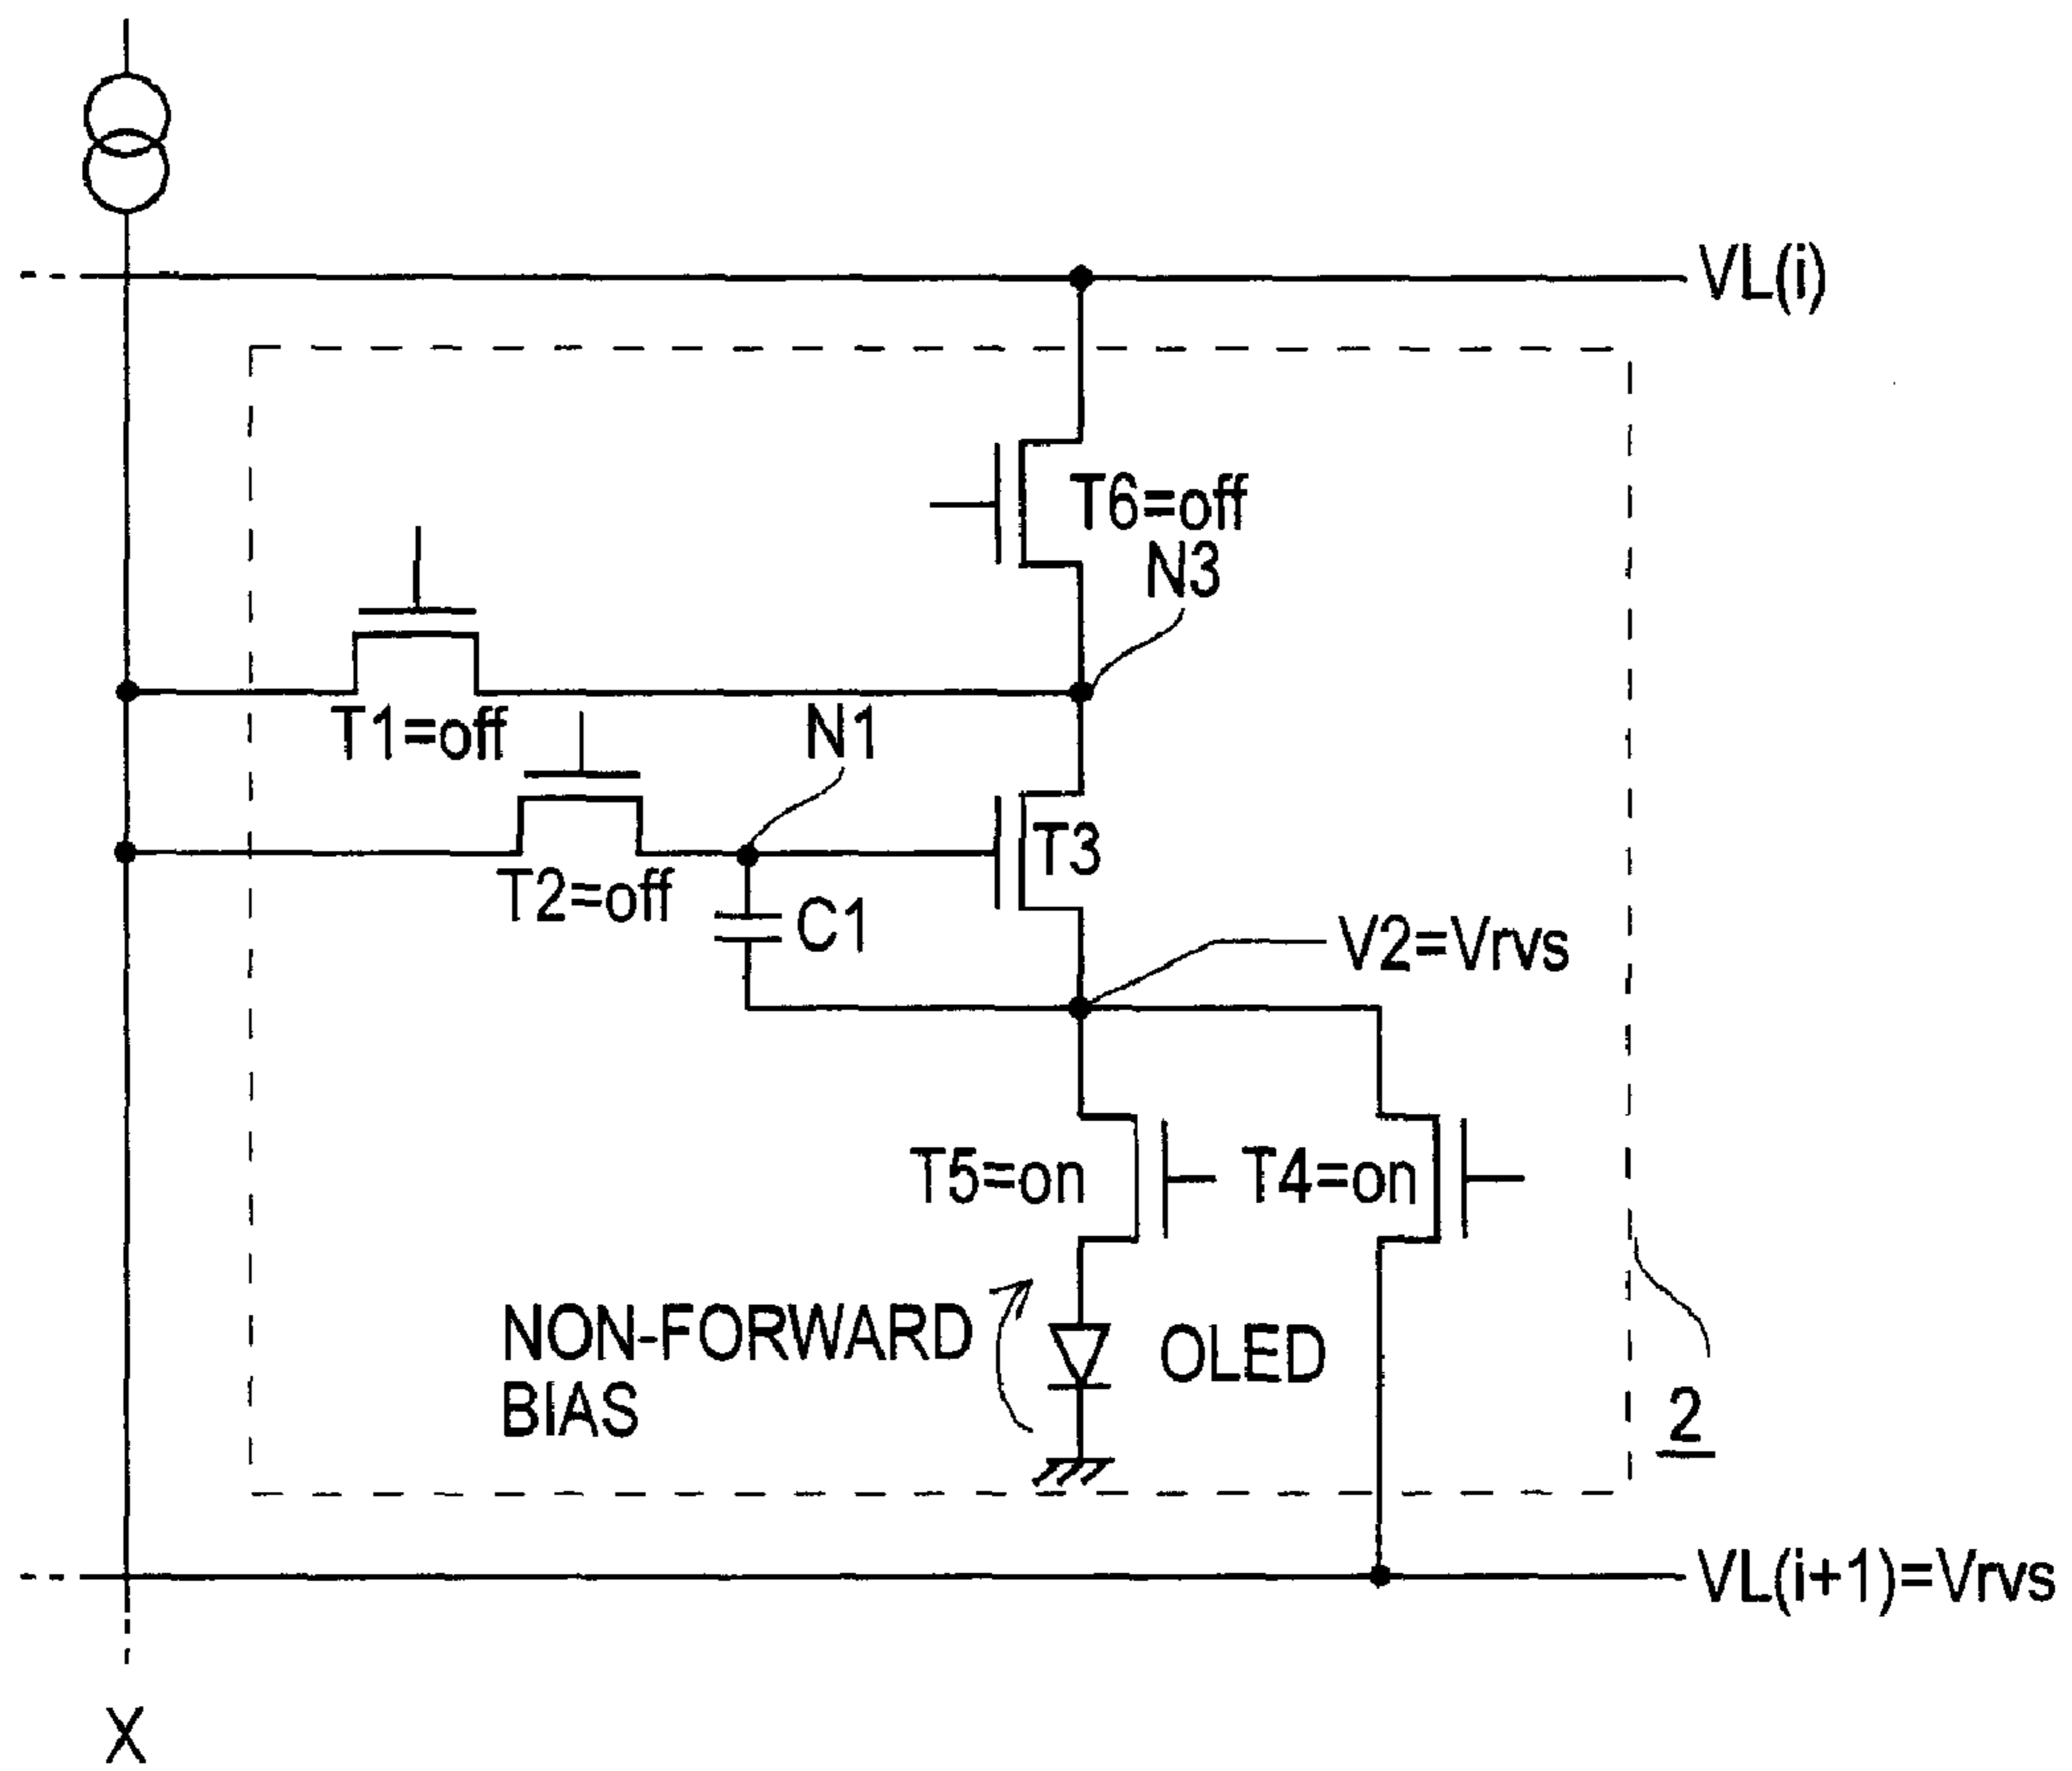 VL(i)
T6=off
N3
T1=off
N1
T3
T2=off
C1
V2=Vrvs
T5=on
T4=on
NON-FORWARD
BIAS
OLED
2
VL(i+1)=Vrvs
X